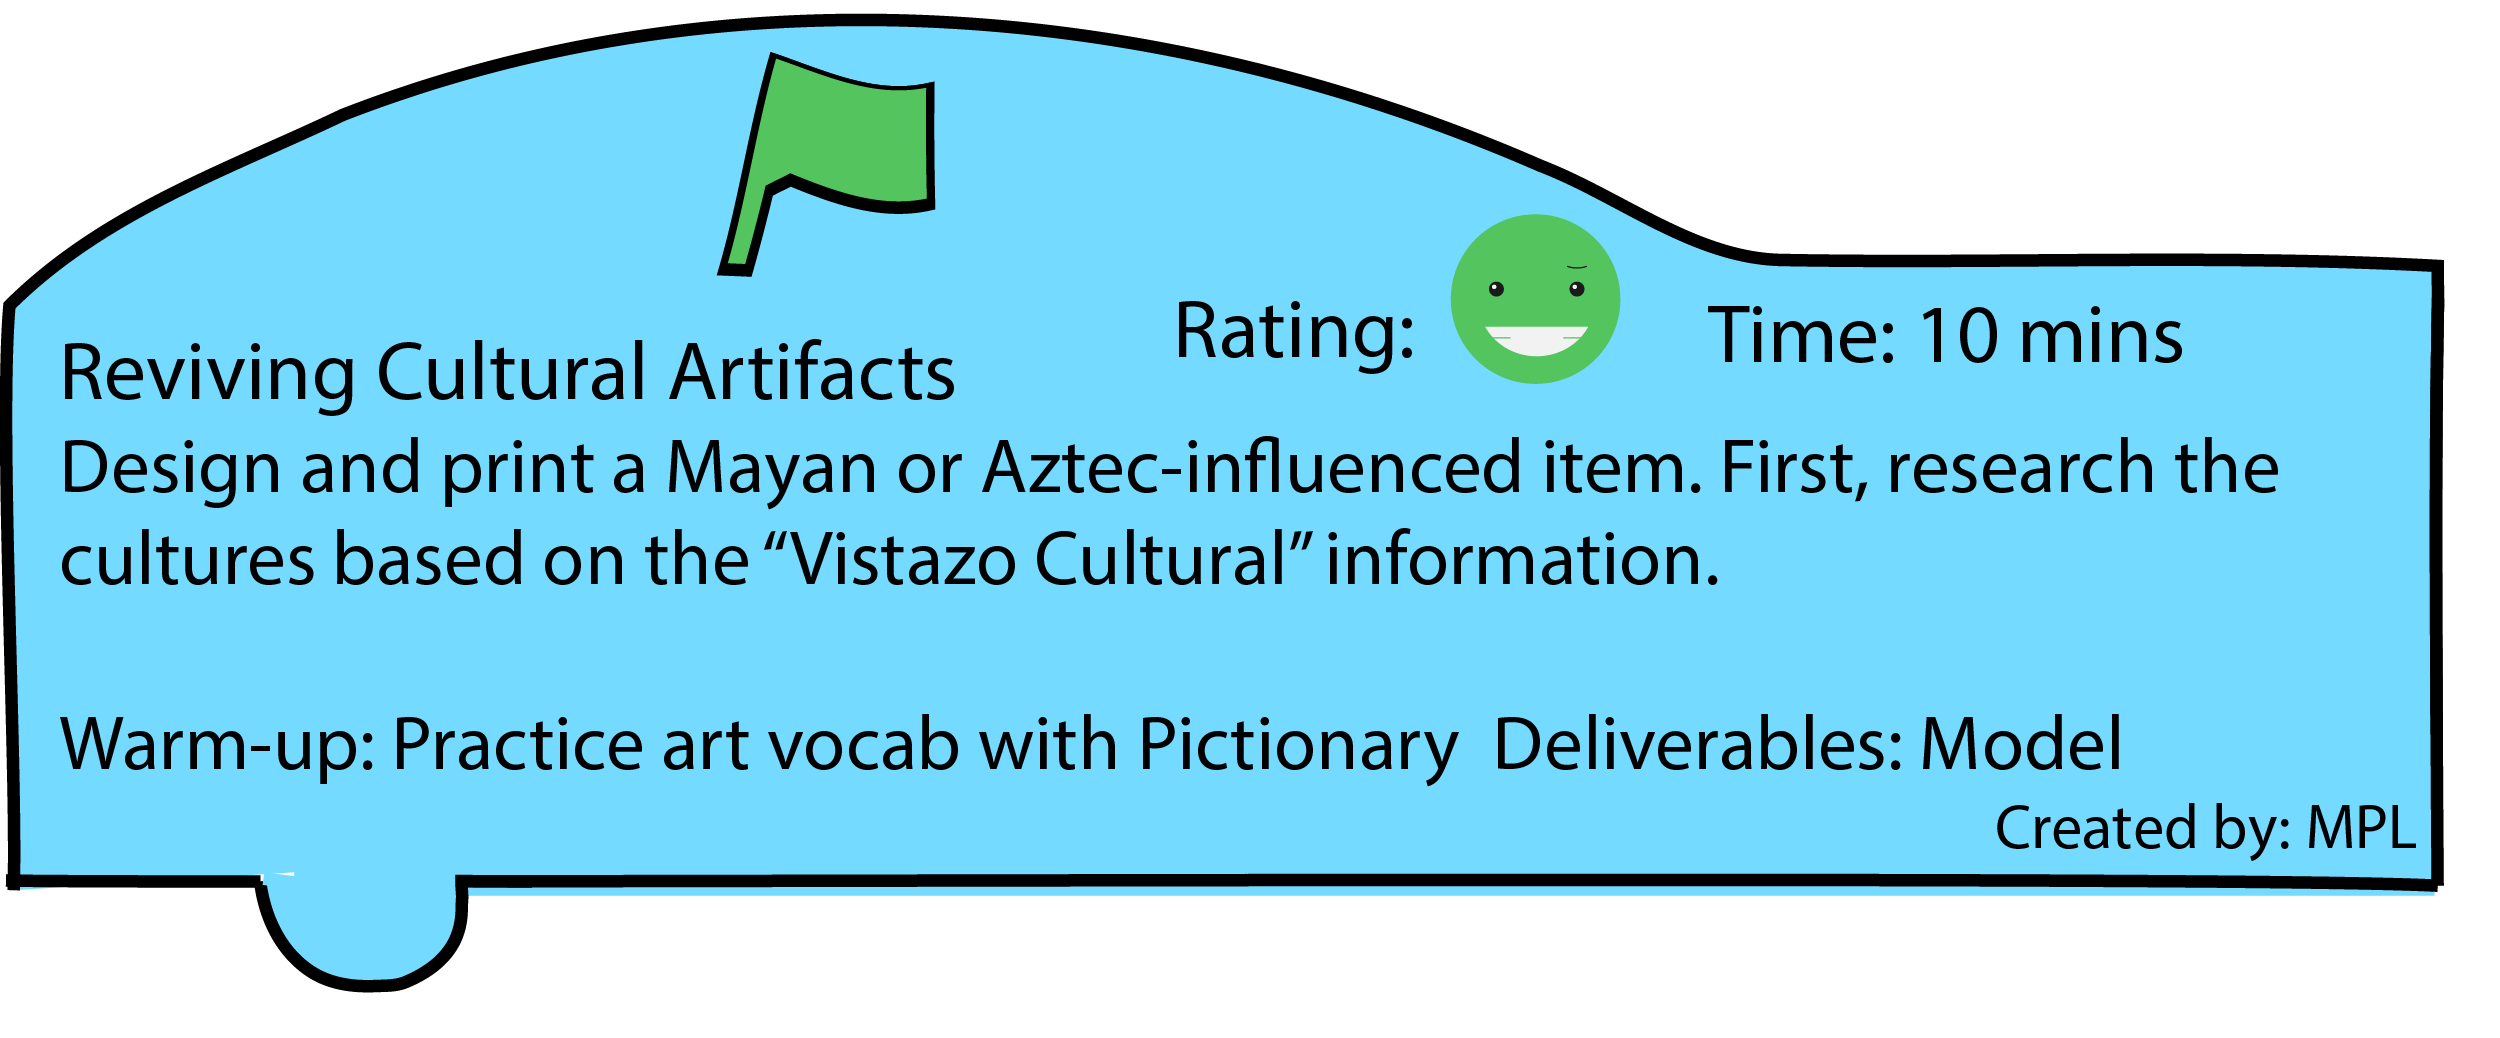 Rating:
Time: 10 mins
Reviving Cultural Artifacts
Design and print a Mayan or Aztec-influenced item. First, research the
cultures based on the “Vistazo Cultural” information.
Warm-up: Practice art vocab with Pictionary  Deliverables: Model
Created by: MPL